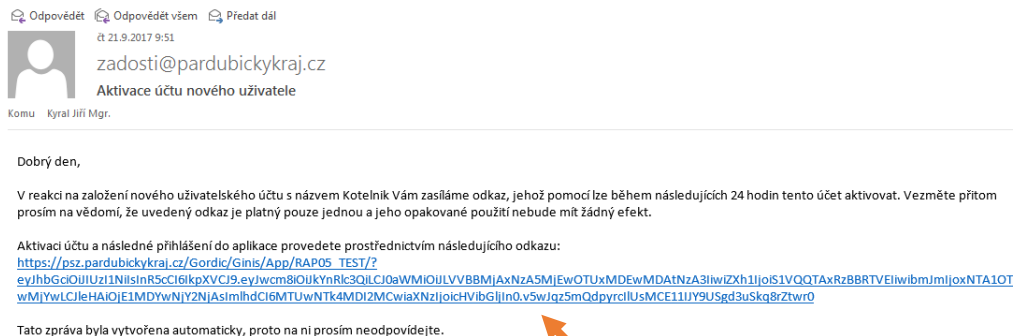 Odpovědět Odpovědět všem Předat dál
čt 21.9.2017 9:51
zadosti@pardubickykraj.cz
Aktivace účtu nového uživatele
Komu Kyral Jiří Mgr.
Dobrý den,
V reakci na založení nového uživatelského účtu s názvem Kotelnik Vám zasíláme odkaz, jehož pomocí lze během následujících 24 hodin tento účet aktivovat. Vezměte přitom
prosím na vědomí, že uvedený odkaz je platný pouze jednou a jeho opakované použití nebude mít žádný efekt.
Aktivaci účtu a následné přihlášení do aplikace provedete prostřednictvím následujícího odkazu:
https://psz.pardubickykraj.cz/Gordic/Ginis/App/RAP05_TEST/?
eyJhbGciOiJIUzI1NiIsInR5cCI6IkpXVCJ9.eyJwcm8iOiJkYnRlc3QiLCJ0aWMiOiJLVVBBMjAxNzA5MjEwOTUxMDEwMDAtNzA3IiwiZXh1IjoiS1VQQTAxRzBBRTVEIiwibmJmIjoxNTA1OT
wMjYwLCJleHAiOjE1MDYwNjY2NjAsImlhdCI6MTUwNTk4MDI2MCwiaXNzIjoicHVibGljIn0.v5wJqz5mQdpyrcIlUsMCE11IJY9USgd3uSkq8rZtwr0
Tato zpráva byla vytvořena automaticky, proto na ni prosím neodpovídejte.